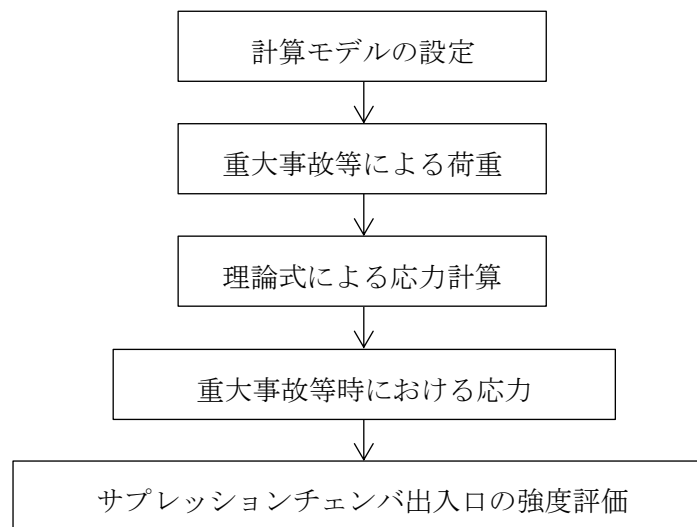 計算モデルの設定
重大事故等による荷重
理論式による応力計算
重大事故等時における応力
サプレッションチェンバ出入口の強度評価